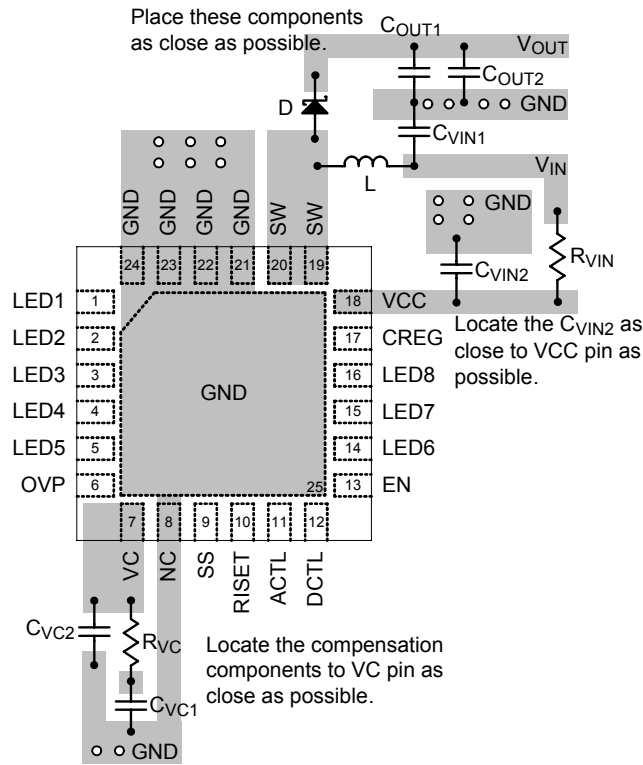 Place these components
as close as possible.
COUT1
VOUT
COUT2
D
GND
CVIN1
VIN
L
GND
GND
GND
GND
GND
SW
SW
RVIN
CVIN2
24
23
22
21
20
19
LED1
1
18
VCC
Locate the CVIN2 as
close to VCC pin as
possible.
LED2
2
17
CREG
LED3
3
16
LED8
GND
LED4
4
15
LED7
LED5
5
14
LED6
OVP
6
25
13
EN
7
8
9
10
11
12
VC
NC
SS
RISET
ACTL
DCTL
CVC2
RVC
Locate the compensation
components to VC pin as
close as possible.
CVC1
GND